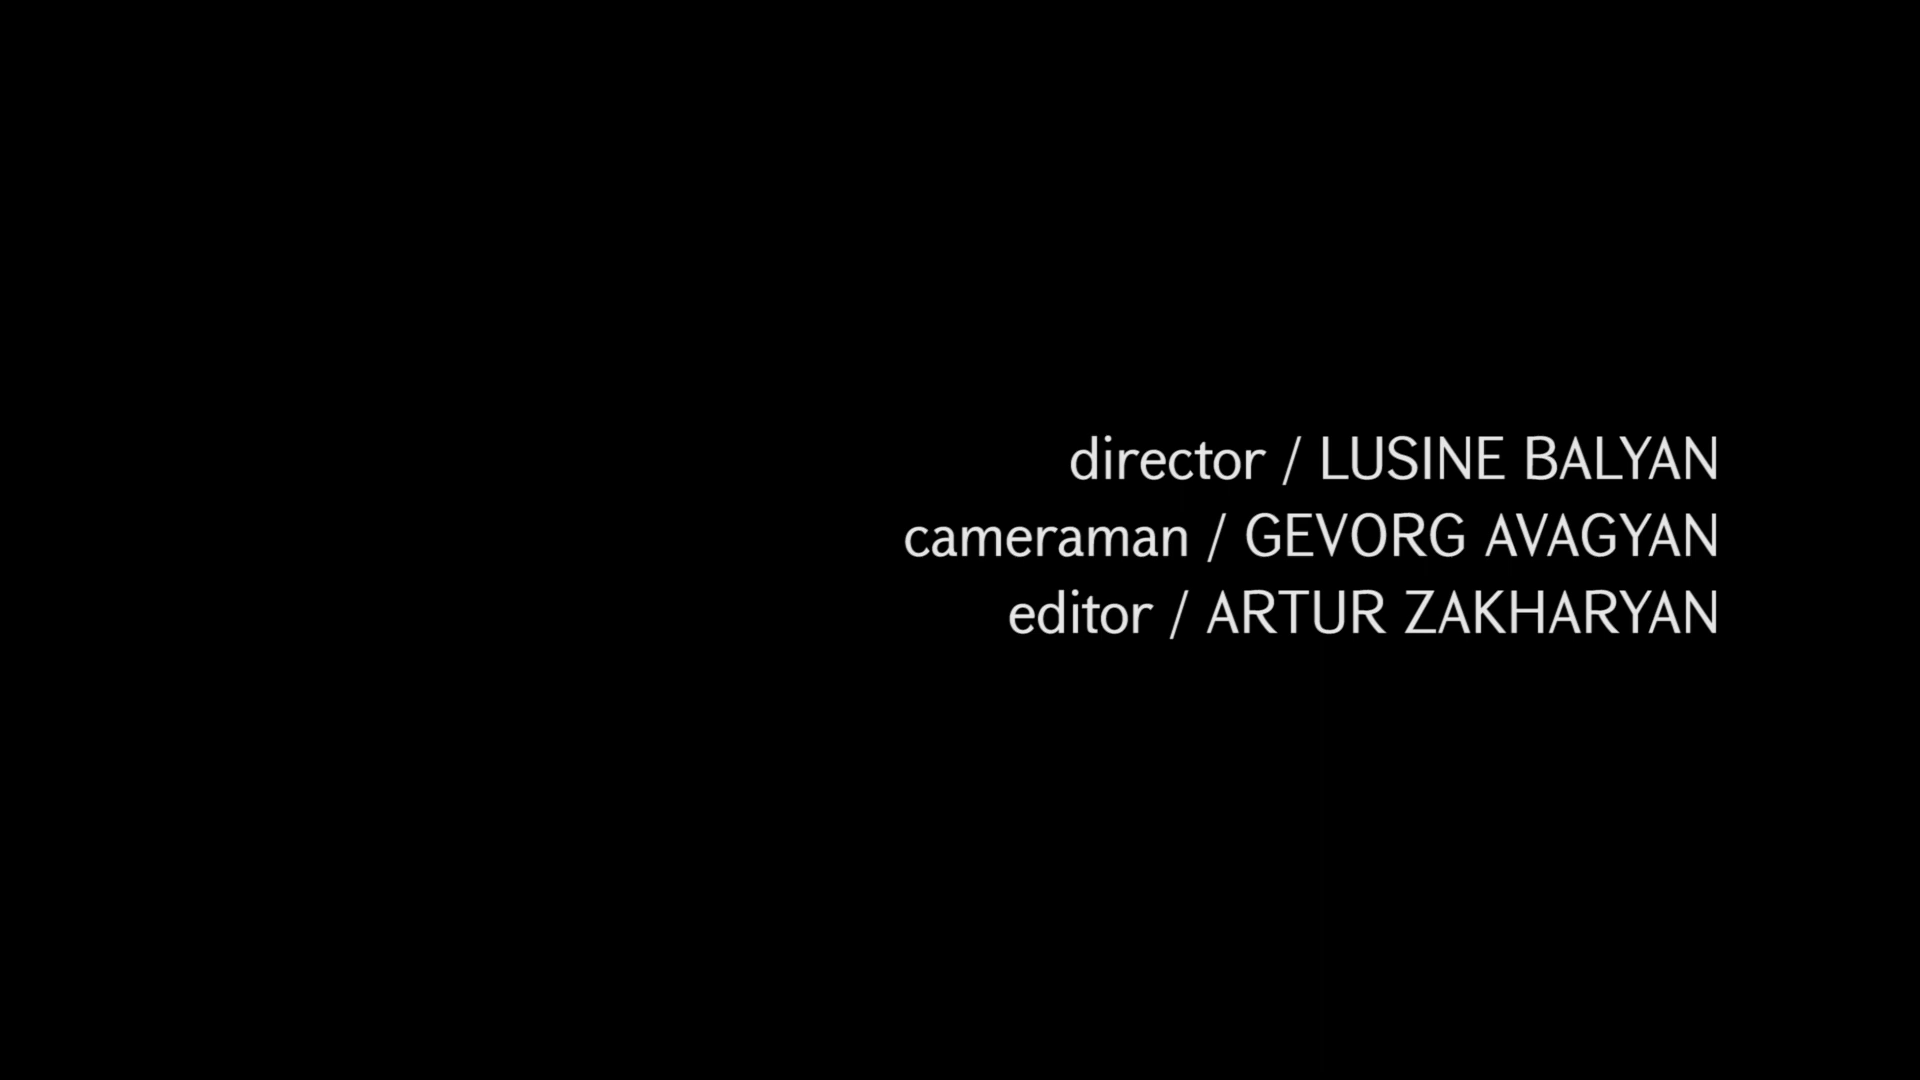 director / LUSINE BALYAN
cameraman / GEVORG AVAGYAN
editor / ARTUR ZAKHARYAN